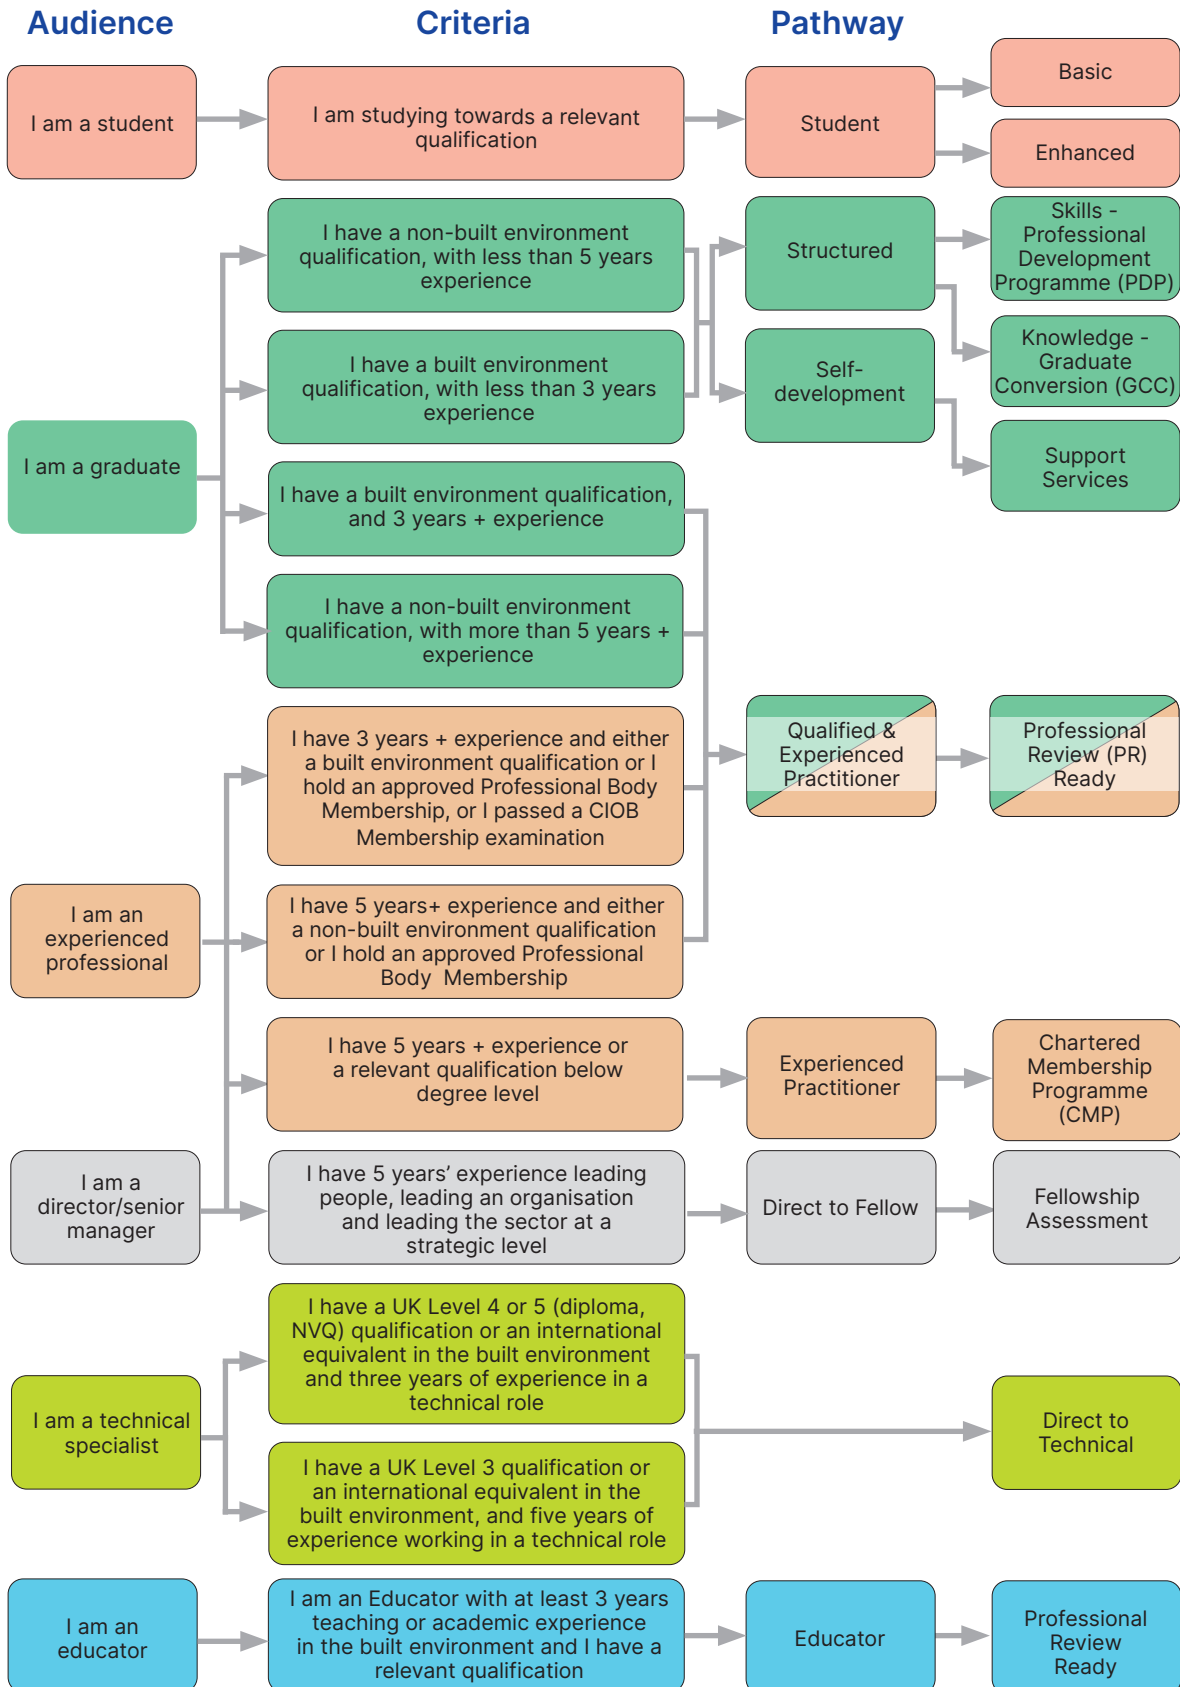 Audience
Criteria
Pathway
I am a student
I am studying towards a relevant
qualification
Student
Basic
Enhanced
I am a graduate
I have a non-built environment
qualification, with less than 5 years
experience
I have a built environment
qualification, with less than 3 years
experience
Structured
Self-
development
Skills -
Professional
Development
Programme (PDP)
Knowledge -
Graduate
Conversion (GCC)
Support
Services
I have a built environment qualification,
and 3 years + experience
I have a non-built environment
qualification, with more than 5 years +
experience
I am an
experienced
professional
I have 3 years + experience and either
a built environment qualification or I
hold an approved Professional Body
Membership, or I passed a CIOB
Membership examination
I have 5 years+ experience and either
a non-built environment qualification
or I hold an approved Professional
Body Membership
Qualified &
Experienced
Practitioner
Professional
Review (PR)
Ready
I have 5 years + experience or
a relevant qualification below
degree level
Experienced
Practitioner
Chartered
Membership
Programme
(CMP)
I am a
director/senior
manager
I have 5 years’ experience leading
people, leading an organisation
and leading the sector at a
strategic level
Direct to Fellow
Fellowship
Assessment
I am a technical
specialist
I have a UK Level 4 or 5 (diploma,
NVQ) qualification or an international
equivalent in the built environment
and three years of experience in a
technical role
I have a UK Level 3 qualification or
an international equivalent in the
built environment, and five years of
experience working in a technical role
Direct to
Technical
I am an
educator
I am an Educator with at least 3 years
teaching or academic experience
in the built environment and I have a
relevant qualification
Educator
Professional
Review
Ready